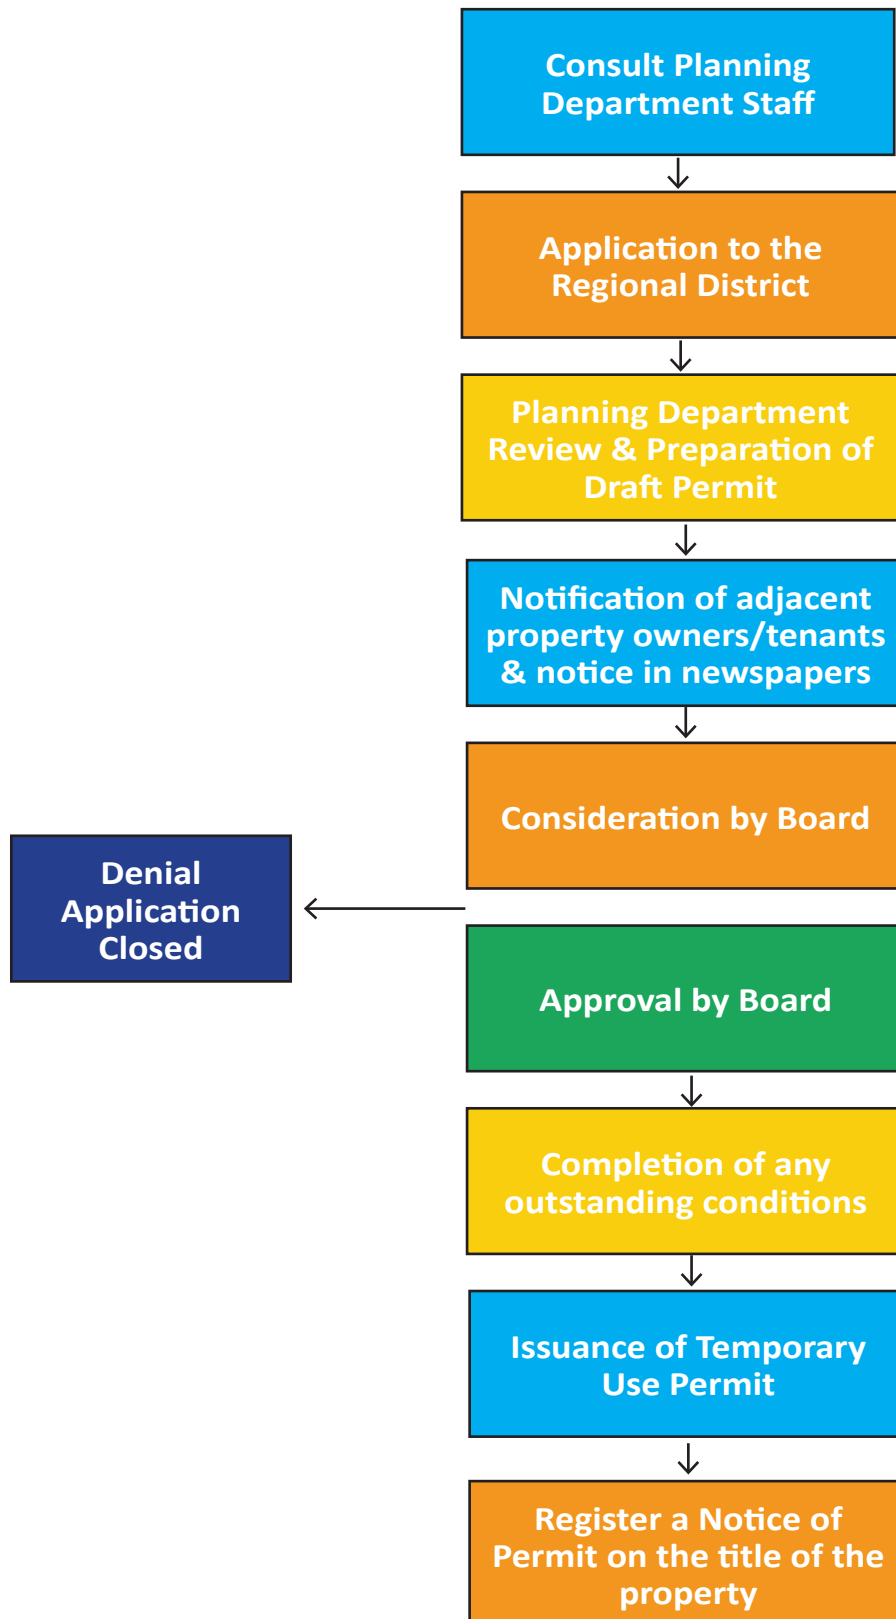 Consult Planning
Department Staff
Application to the
Regional District
Planning Department
Review & Preparation of
Draft Permit
Notification of adjacent
property owners/tenants
& notice in newspapers
Consideration by Board
Denial
Application
Closed
Approval by Board
Completion of any
outstanding conditions
Issuance of Temporary
Use Permit
Register a Notice of
Permit on the title of the
property